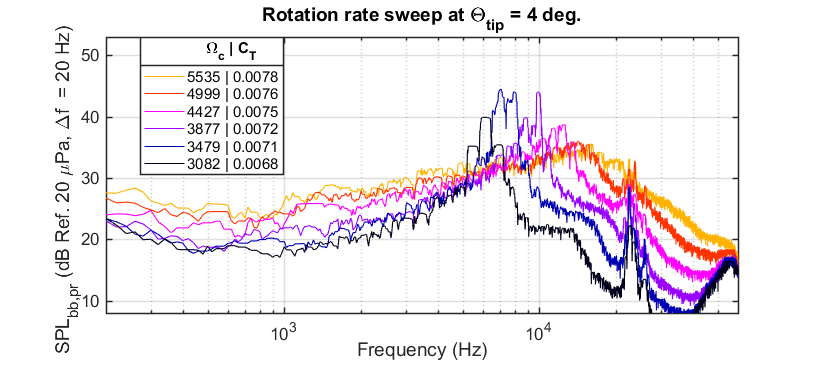 Rotation rate sweep at Θtip = 4 deg.
SPLbb,pr (dB Ref. 20 μPa, Δf = 20 Hz)
50
40
30
20
10
Ωc | CT
5535 | 0.0078
4999 | 0.0076
4427 | 0.0075
3877 | 0.0072
3479 | 0.0071
3082 | 0.0068
10³
10⁴
Frequency (Hz)